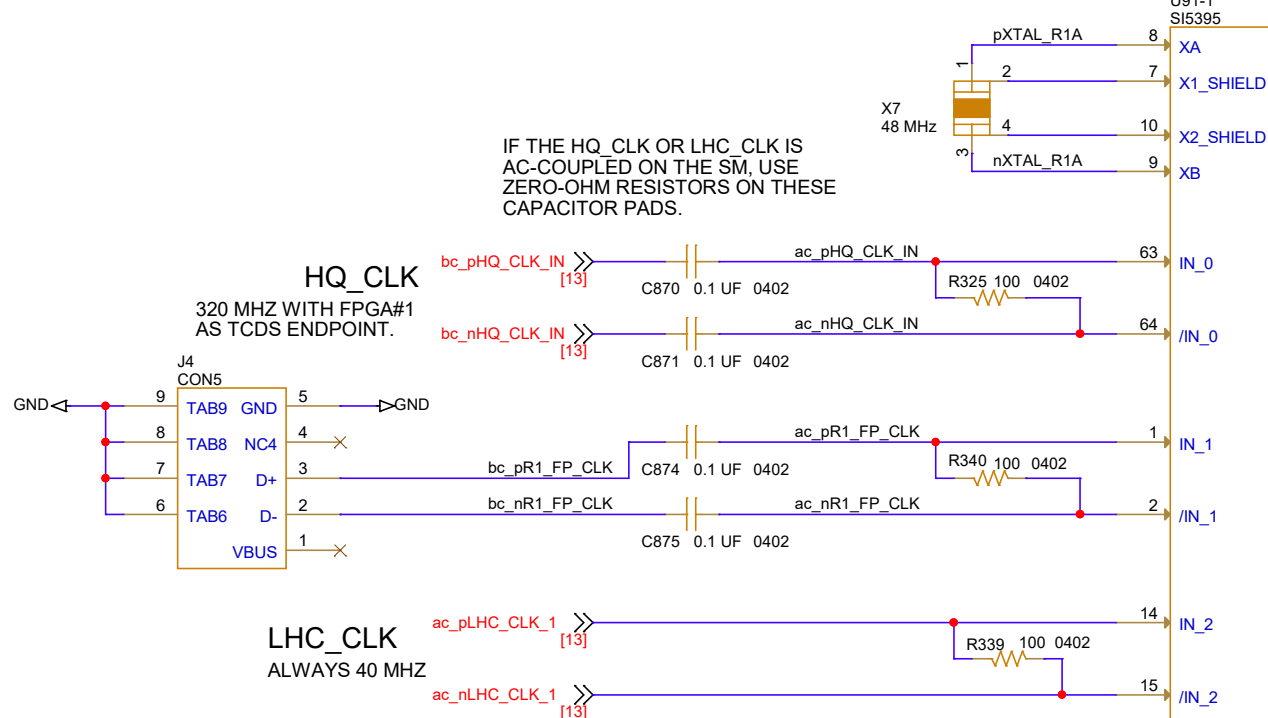 U91-1
SI5395
pXTAL_R1A
8
XA
1
2
7
X1_SHIELD
X7
48 MHz
4
10
X2_SHIELD
3
nXTAL_R1A
9
XB
IF THE HQ_CLK OR LHC_CLK IS
AC-COUPLED ON THE SM, USE
ZERO-OHM RESISTORS ON THESE
CAPACITOR PADS.
HQ_CLK
320 MHZ WITH FPGA#1
AS TCDS ENDPOINT.
bc_pHQ_CLK_IN
[13]
C870 0.1 UF 0402
ac_pHQ_CLK_IN
63
IN_0
R325 100 0402
bc_nHQ_CLK_IN
[13]
C871 0.1 UF 0402
ac_nHQ_CLK_IN
64
/IN_0
J4
CON5
GND
9
TAB9
GND
5
GND
8
TAB8
NC4
4
7
TAB7
D+
3
6
TAB6
D-
2
VBUS
1
bc_pR1_FP_CLK
C874 0.1 UF 0402
ac_pR1_FP_CLK
1
IN_1
R340 100 0402
bc_nR1_FP_CLK
C875 0.1 UF 0402
ac_nR1_FP_CLK
2
/IN_1
LHC_CLK
ALWAYS 40 MHZ
ac_pLHC_CLK_1
[13]
14
IN_2
R339 100 0402
ac_nLHC_CLK_1
[13]
15
/IN_2